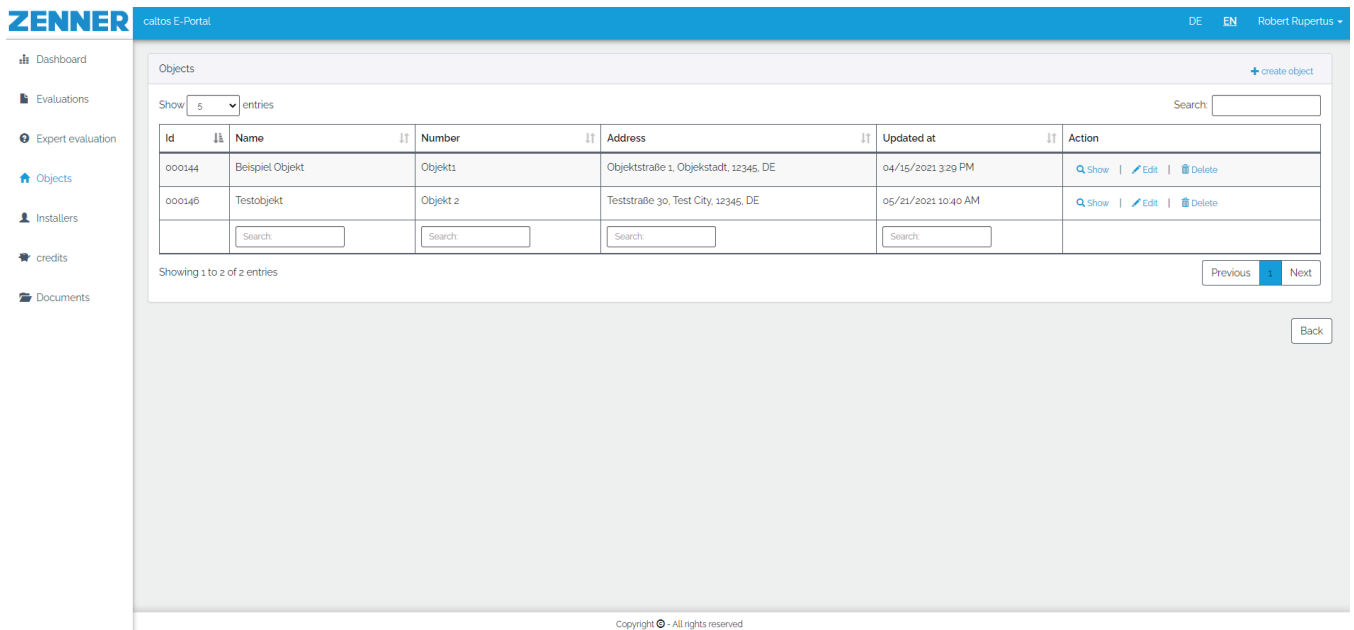 ZENNER
caltos E-Portal
DE EN Robert Rupertus
Dashboard
Evaluations
Expert evaluation
Objects
Installers
credits
Documents
Objects
create object
Show 5 entries
Search:
Id Name Number Address Updated at Action
000144 Beispiel Objekt Objekt1 Objektstraße 1, Objekstadt, 12345, DE 04/15/2021 3:29 PM Show | Edit | Delete
000146 Testobjekt Objekt 2 Teststraße 30, Test City, 12345, DE 05/21/2021 10:40 AM Show | Edit | Delete
Search: Search: Search: Search:
Showing 1 to 2 of 2 entries
Previous 1 Next
Back
Copyright © - All rights reserved